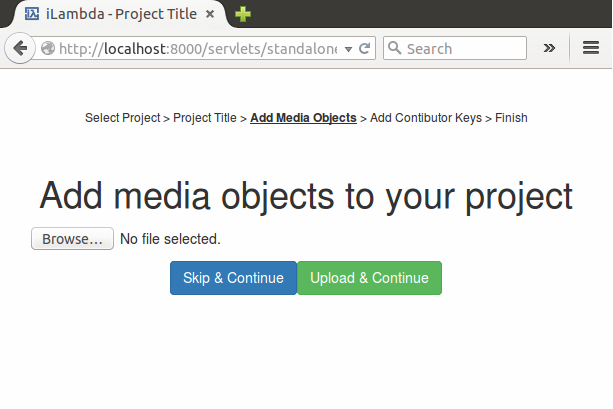 iLambda - Project Title
http://localhost:8000/servlets/standalone
Search
Select Project > Project Title > Add Media Objects > Add Contibutor Keys > Finish
Add media objects to your project
Browse... No file selected.
Skip & Continue Upload & Continue